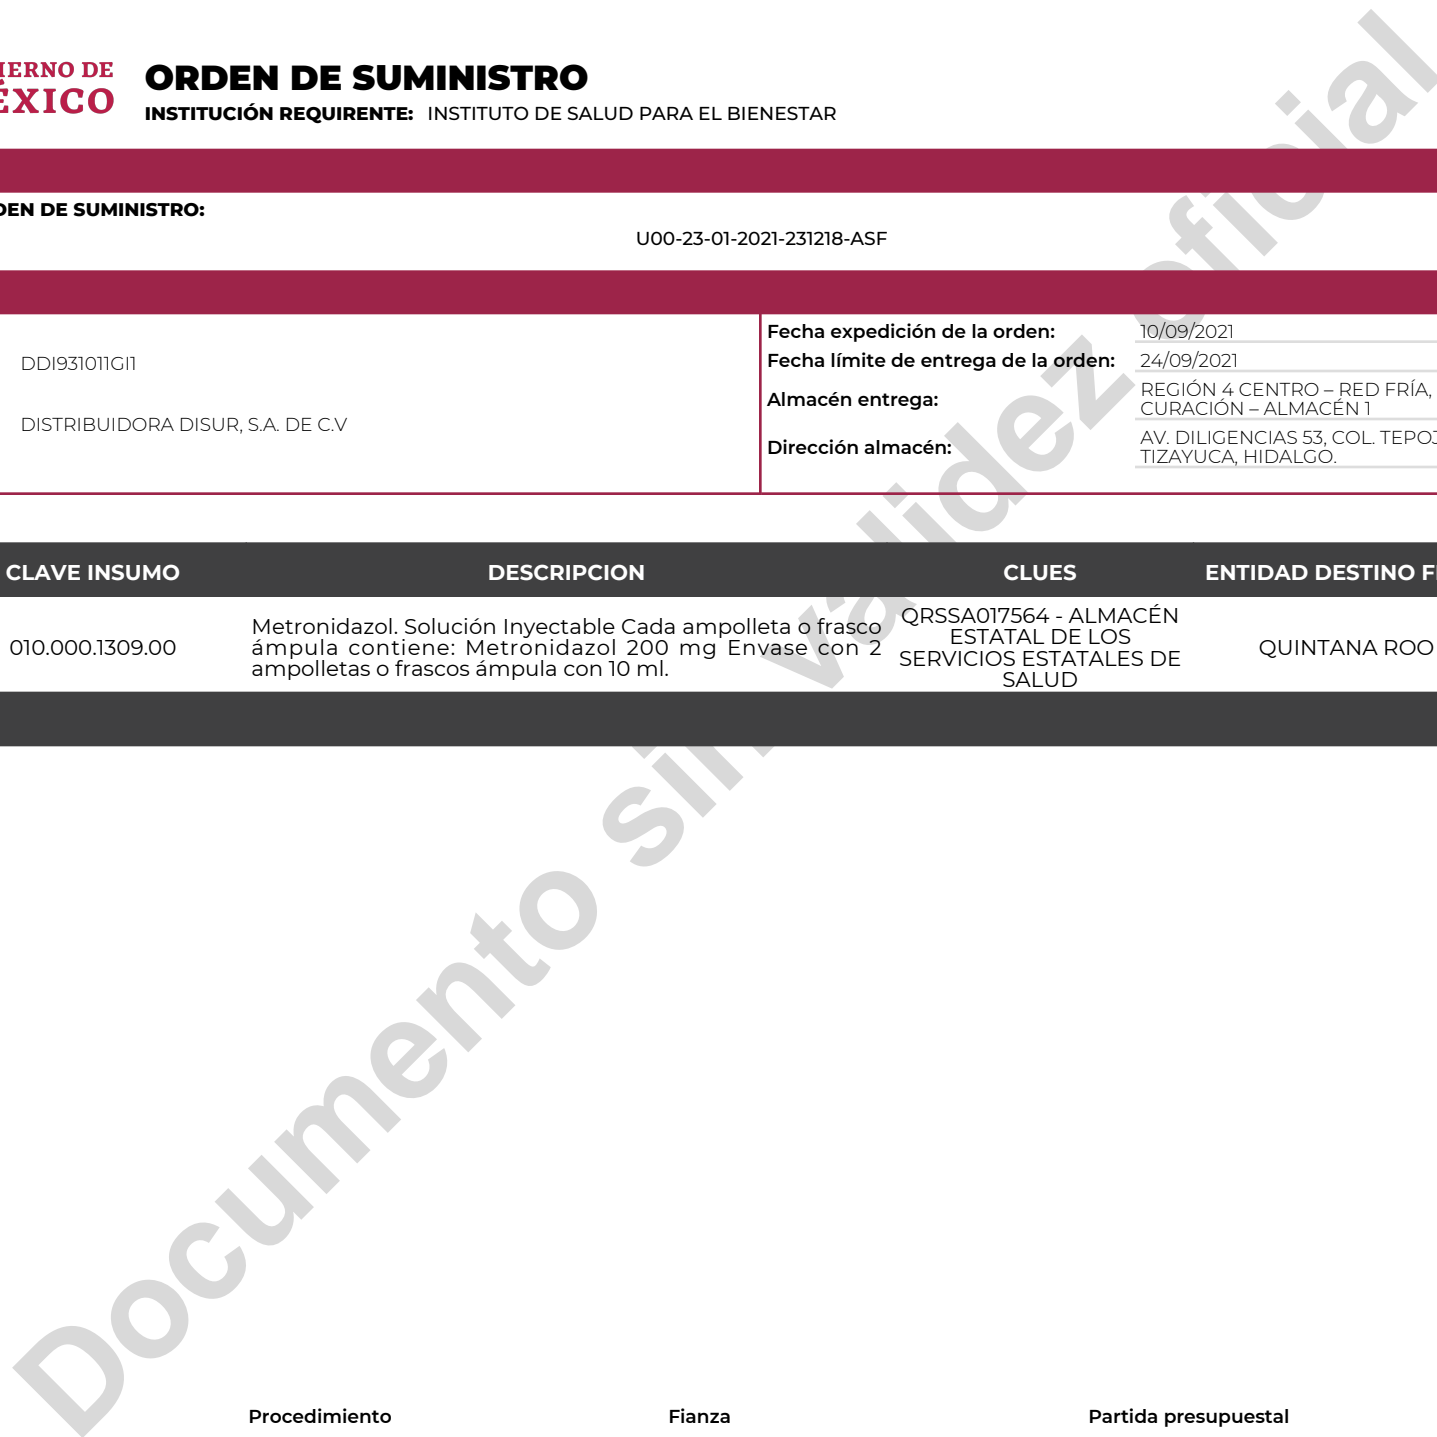 IERNO DE
ÉXICO
ORDEN DE SUMINISTRO
INSTITUCIÓN REQUIRENTE: INSTITUTO DE SALUD PARA EL BIENESTAR
DEN DE SUMINISTRO:
U00-23-01-2021-231218-ASF
DDI931011GI1
DISTRIBUIDORA DISUR, S.A. DE C.V
Fecha expedición de la orden: 10/09/2021
Fecha límite de entrega de la orden: 24/09/2021
Almacén entrega: REGIÓN 4 CENTRO – RED FRÍA,
CURACIÓN – ALMACÉN 1
Dirección almacén: AV. DILIGENCIAS 53, COL. TEPOJ
TIZAYUCA, HIDALGO.
CLAVE INSUMO DESCRIPCION CLUES ENTIDAD DESTINO F
010.000.1309.00
Metronidazol. Solución Inyectable Cada ampolleta o frasco
ámpula contiene: Metronidazol 200 mg Envase con 2
ampolletas o frascos ámpula con 10 ml.
QRSSA017564 - ALMACÉN
ESTATAL DE LOS
SERVICIOS ESTATALES DE
SALUD
QUINTANA ROO
Documento sin validez oficial
Procedimiento Fianza Partida presupuestal